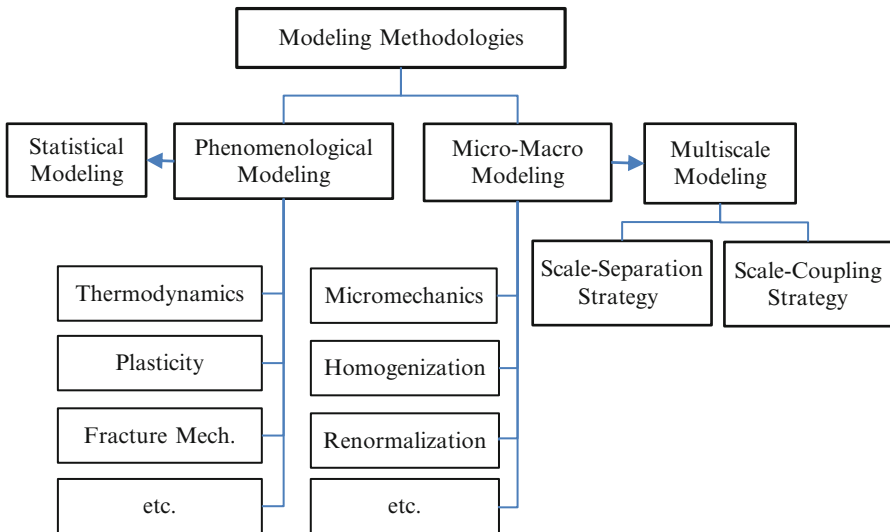 Modeling Methodologies
Statistical
Modeling
Phenomenological
Modeling
Micro-Macro
Modeling
Multiscale
Modeling
Thermodynamics
Plasticity
Fracture Mech.
etc.
Micromechanics
Homogenization
Renormalization
etc.
Scale-Separation
Strategy
Scale-Coupling
Strategy